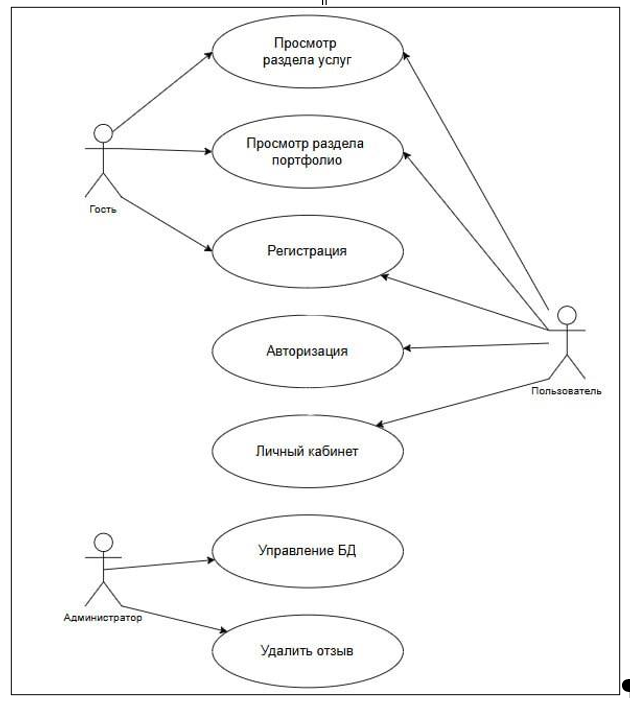 Просмотр
раздела услуг
Просмотр раздела
портфолио
Гость
Регистрация
Авторизация
Пользователь
Личный кабинет
Управление БД
Администратор
Удалить отзыв